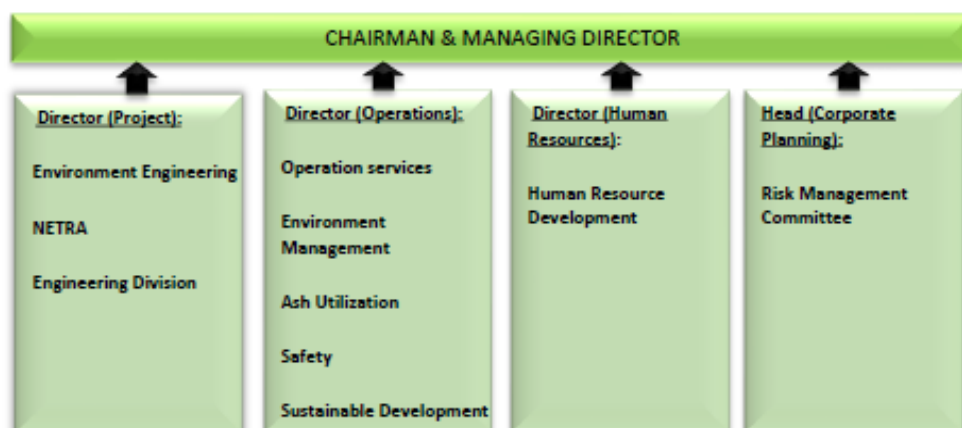 CHAIRMAN & MANAGING DIRECTOR
Director (Project):
Environment Engineering
NETRA
Engineering Division
Director (Operations):
Operation services
Environment
Management
Ash Utilization
Safety
Sustainable Development
Director (Human
Resources):
Human Resource
Development
Head (Corporate
Planning):
Risk Management
Committee